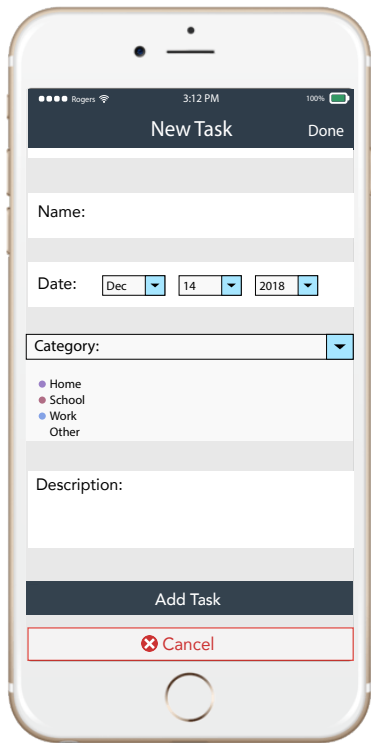 Rogers 3:12 PM 100%
New Task Done
Name:
Date: Dec 14 2018
Category:
Home
School
Work
Other
Description:
Add Task
Cancel